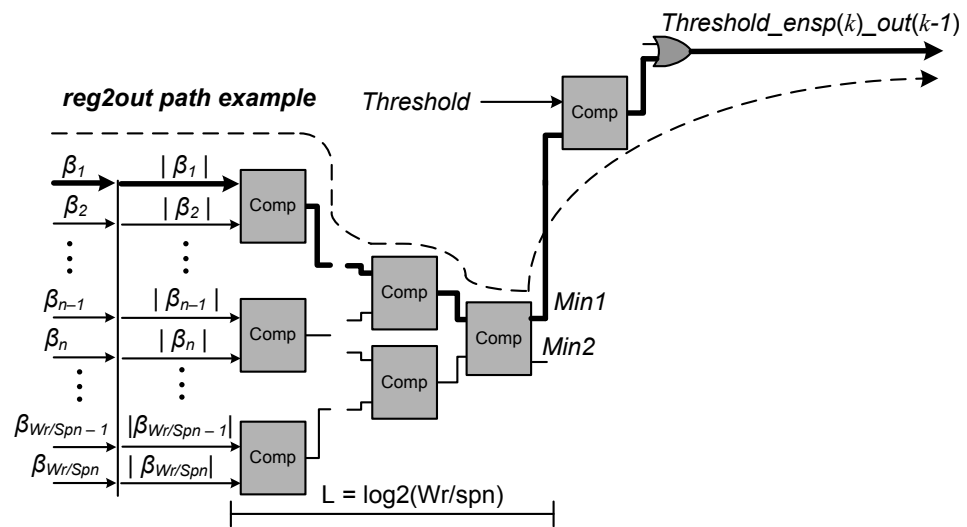 Threshold_ensp(k)_out(k-1)
reg2out path example
Threshold
Comp
β1 | β1 |
Comp
β2 | β2 |
⋮ ⋮
Comp
βn–1 | βn–1 |
Comp
Min1
βn | βn |
Comp
Min2
Comp
⋮ ⋮
βWr/Spn – 1 |βWr/Spn – 1|
Comp
βWr/Spn | βWr/Spn|
L = log2(Wr/spn)